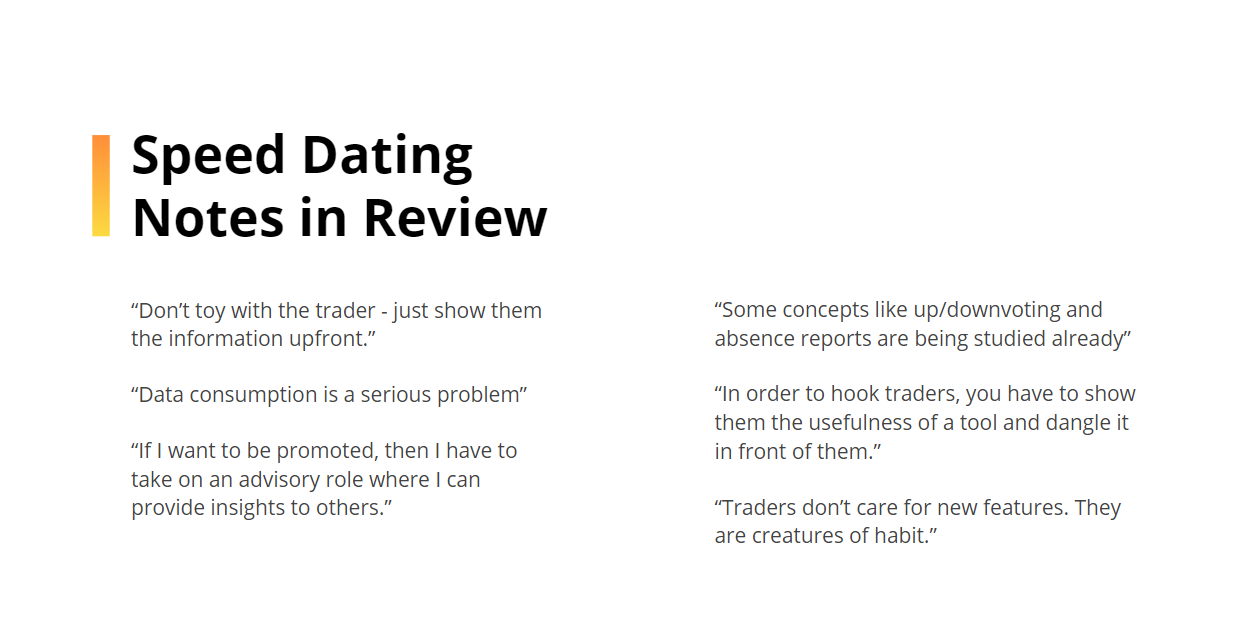 Speed Dating
Notes in Review
“Don’t toy with the trader - just show them
the information upfront.”
“Data consumption is a serious problem”
“If I want to be promoted, then I have to
take on an advisory role where I can
provide insights to others.”
“Some concepts like up/downvoting and
absence reports are being studied already”
“In order to hook traders, you have to show
them the usefulness of a tool and dangle it
in front of them.”
“Traders don’t care for new features. They
are creatures of habit.”